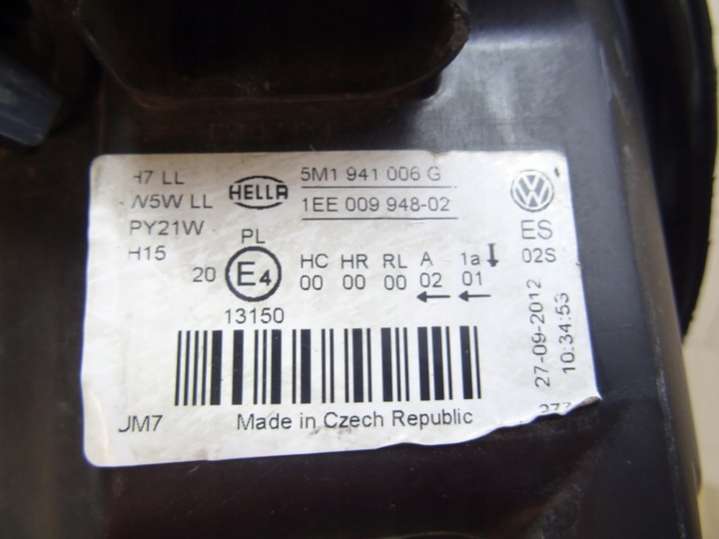 H7 LL
W5W LL
PY21W
H15
HELLA
5M1 941 006 G
1EE 009 948-02
ES
02S
PL
20 E4
HC HR RL A 1a
00 00 00 02 01
13150
27-09-2012
10:34:53
JM7 Made in Czech Republic